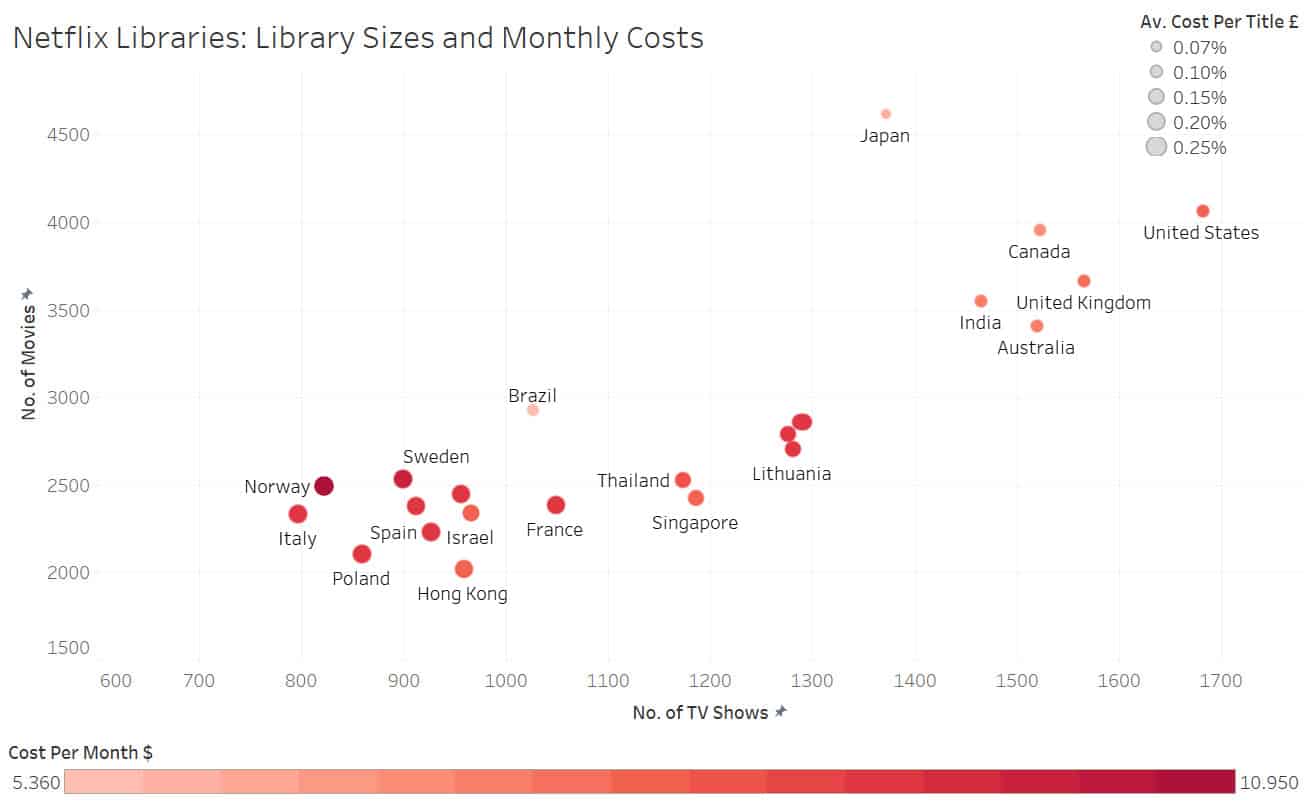 Netflix Libraries: Library Sizes and Monthly Costs
Av. Cost Per Title £
0.07%
0.10%
0.15%
0.20%
0.25%
No. of Movies
4500
4000
3500
3000
2500
2000
1500
Japan
United States
Canada
United Kingdom
India
Australia
Brazil
Sweden
Norway
Thailand
Lithuania
Italy
Spain
Israel
France
Singapore
Poland
Hong Kong
600 700 800 900 1000 1100 1200 1300 1400 1500 1600 1700
No. of TV Shows
Cost Per Month $
5.360 10.950